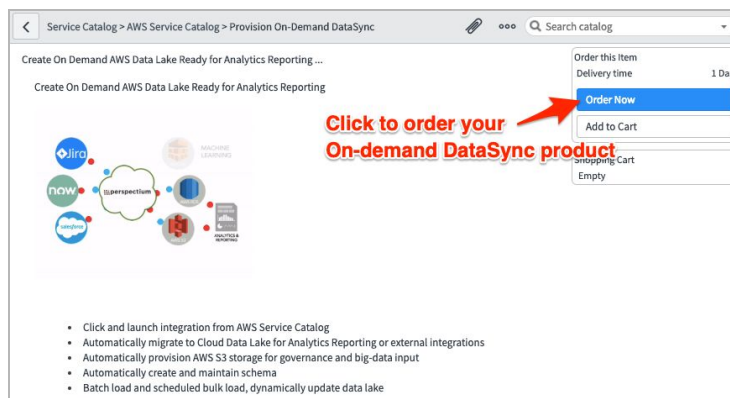 Service Catalog > AWS Service Catalog > Provision On-Demand DataSync
Search catalog
Create On Demand AWS Data Lake Ready for Analytics Reporting ...
Create On Demand AWS Data Lake Ready for Analytics Reporting
Order this Item
Delivery time 1 Da
Order Now
Add to Cart
Shopping Cart
Empty
Click to order your
On-demand DataSync product
Jira
MACHINE
LEARNING
now
perspectium
salesforce
ANALYTICS &
REPORTING
• Click and launch integration from AWS Service Catalog
• Automatically migrate to Cloud Data Lake for Analytics Reporting or external integrations
• Automatically provision AWS S3 storage for governance and big-data input
• Automatically create and maintain schema
• Batch load and scheduled bulk load, dynamically update data lake